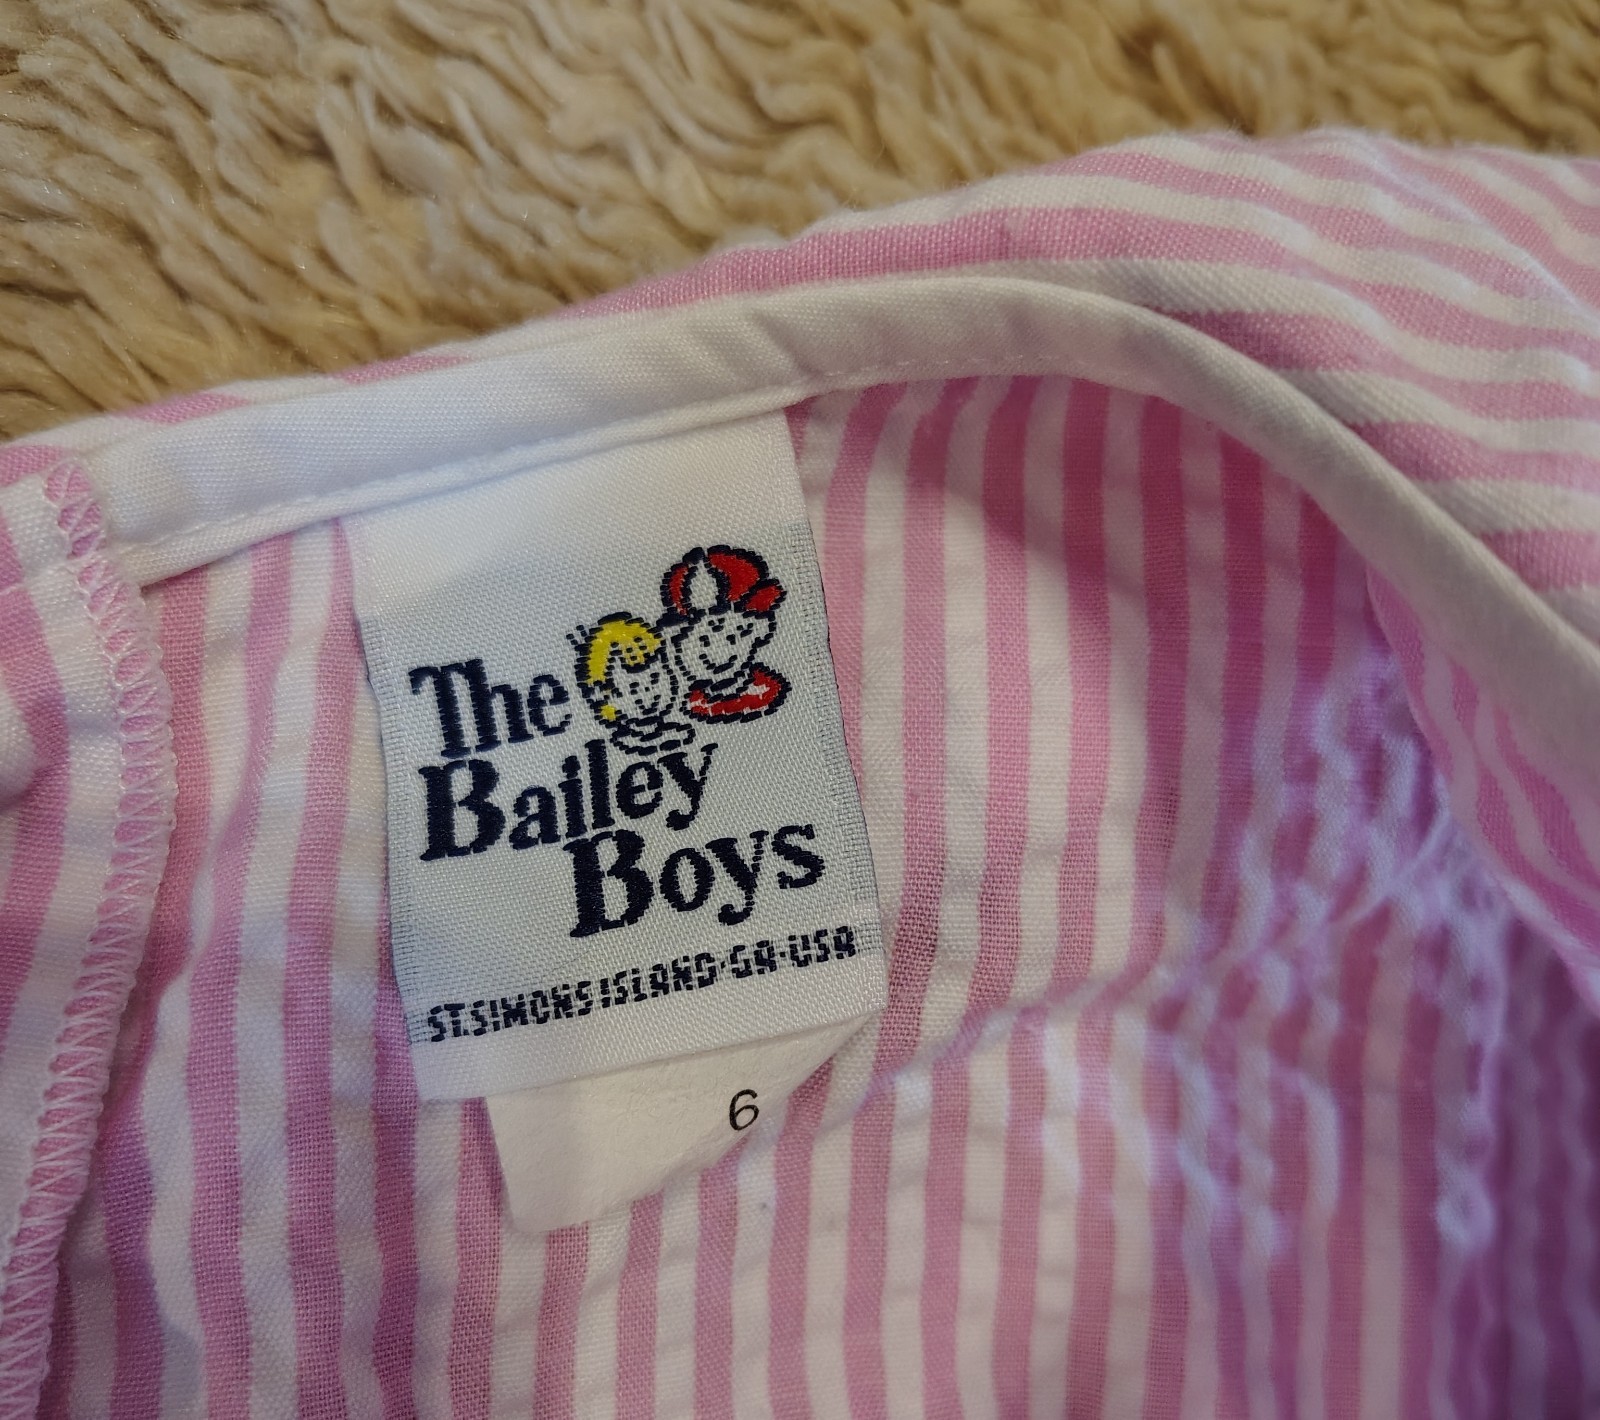 The
Bailey
Boys
ST.SIMONS ISLAND·GA·USA
6